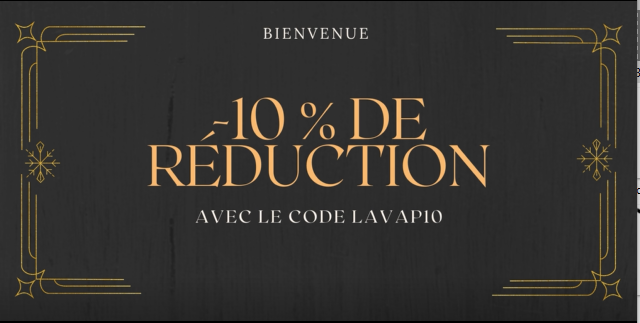 BIENVENUE
-10 % DE
RÉDUCTION
AVEC LE CODE LAVAP10